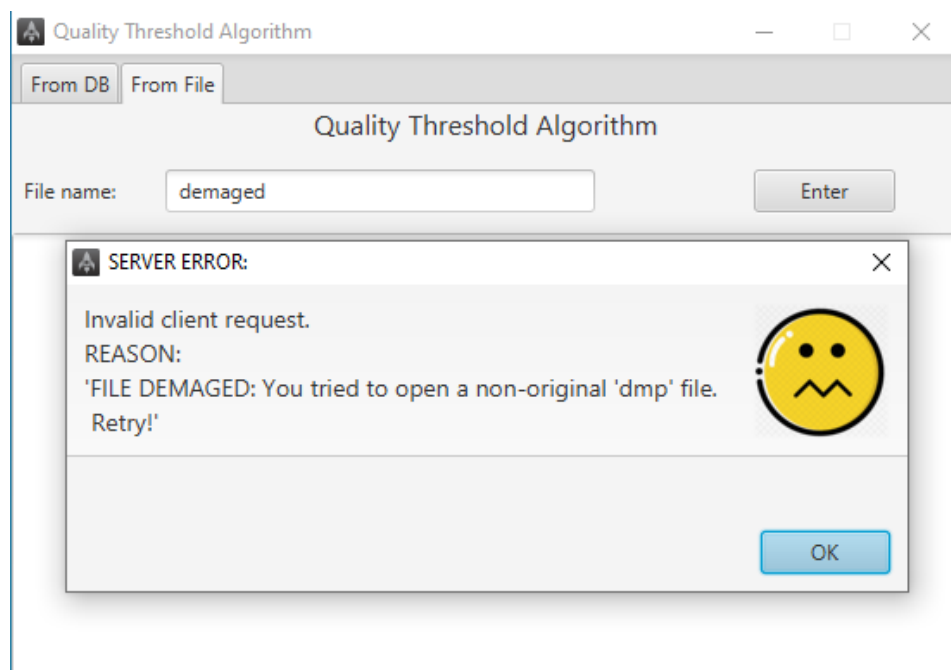 Quality Threshold Algorithm
From DB From File
Quality Threshold Algorithm
File name: demaged Enter
SERVER ERROR:
Invalid client request.
REASON:
'FILE DEMAGED: You tried to open a non-original 'dmp' file.
Retry!'
OK